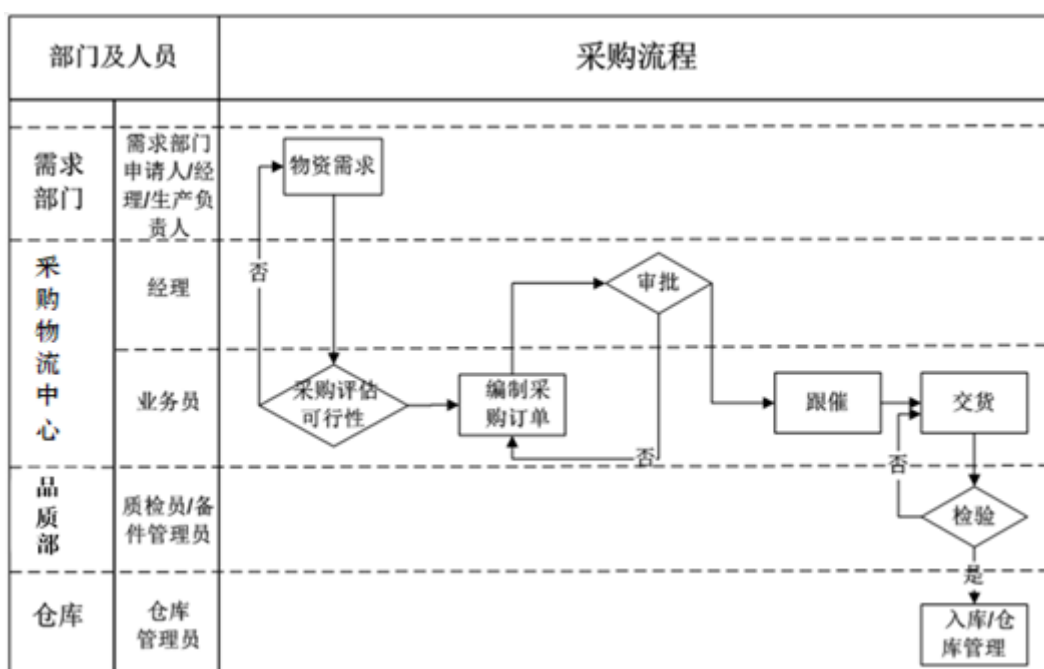 部门及人员
采购流程
需求
部门
需求部门
申请人/经
理/生产负
责人
物资需求
采
购
物
流
中
心
经理
否
审批
业务员
采购评估
可行性
编制采
购订单
否
跟催
交货
否
品
质
部
质检员/备
件管理员
检验
是
仓库
仓库
管理员
入库/仓
库管理